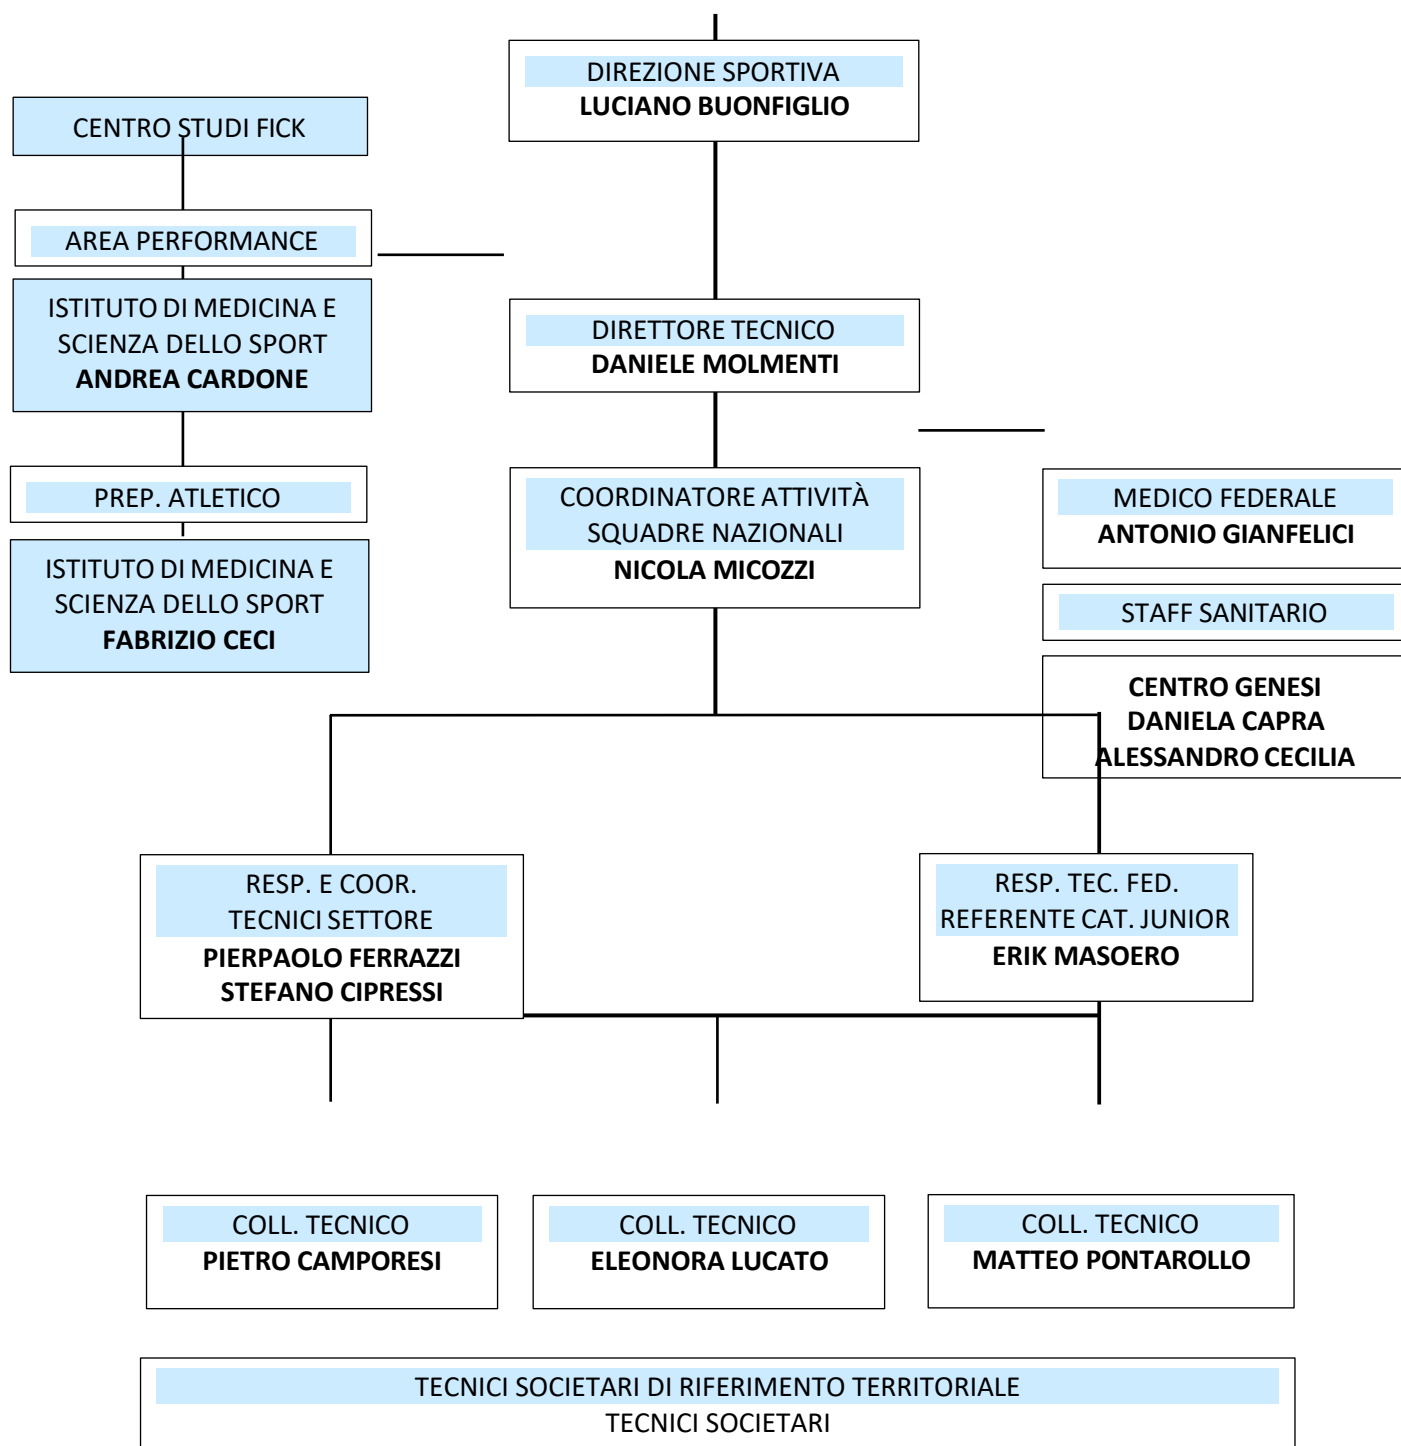 DIREZIONE SPORTIVA
LUCIANO BUONFIGLIO
CENTRO STUDI FICK
AREA PERFORMANCE
ISTITUTO DI MEDICINA E
SCIENZA DELLO SPORT
ANDREA CARDONE
DIRETTORE TECNICO
DANIELE MOLMENTI
PREP. ATLETICO
ISTITUTO DI MEDICINA E
SCIENZA DELLO SPORT
FABRIZIO CECI
COORDINATORE ATTIVITÀ
SQUADRE NAZIONALI
NICOLA MICOZZI
MEDICO FEDERALE
ANTONIO GIANFELICI
STAFF SANITARIO
CENTRO GENESI
DANIELA CAPRA
ALESSANDRO CECILIA
RESP. E COOR.
TECNICI SETTORE
PIERPAOLO FERRAZZI
STEFANO CIPRESSI
RESP. TEC. FED.
REFERENTE CAT. JUNIOR
ERIK MASOERO
COLL. TECNICO
PIETRO CAMPORESI
COLL. TECNICO
ELEONORA LUCATO
COLL. TECNICO
MATTEO PONTAROLLO
TECNICI SOCIETARI DI RIFERIMENTO TERRITORIALE
TECNICI SOCIETARI